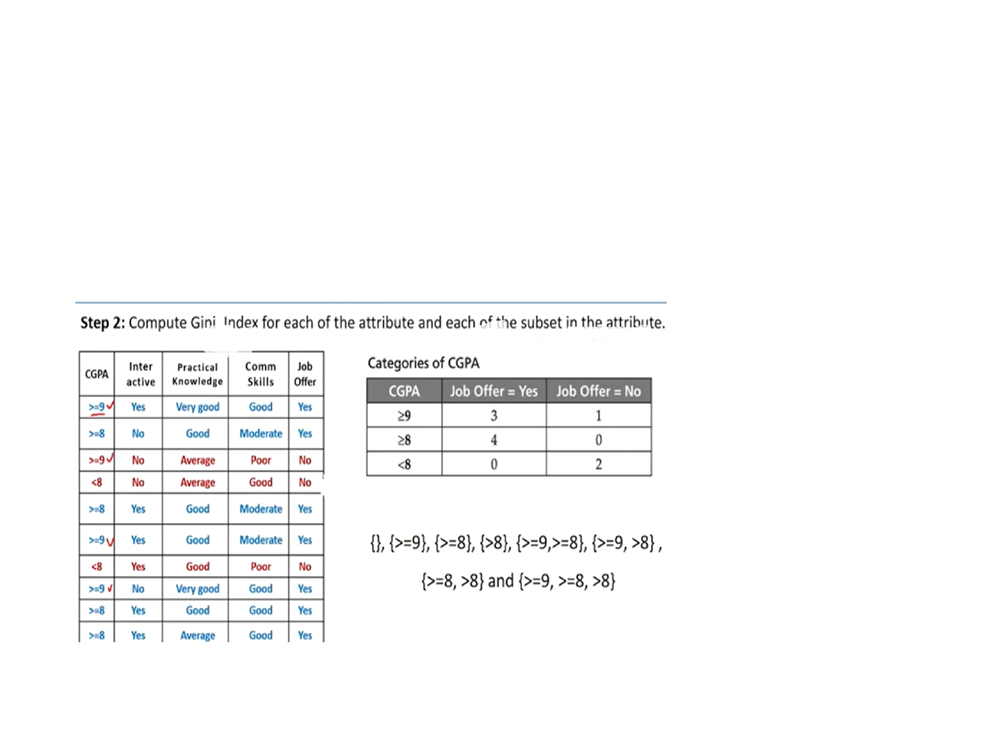 Step 2: Compute Gini Index for each of the attribute and each of the subset in the attribute.
CGPA Inter active Practical Knowledge Comm Skills Job Offer
>=9 Yes Very good Good Yes
>=8 No Good Moderate Yes
>=9 No Average Poor No
<8 No Average Good No
>=8 Yes Good Moderate Yes
>=9 Yes Good Moderate Yes
<8 Yes Good Poor No
>=9 No Very good Good Yes
>=8 Yes Good Good Yes
>=8 Yes Average Good Yes
Categories of CGPA
CGPA Job Offer = Yes Job Offer = No
≥9 3 1
≥8 4 0
<8 0 2
{}, {>=9}, {>=8}, {>8}, {>=9,>=8}, {>=9, >8} ,
{>=8, >8} and {>=9, >=8, >8}